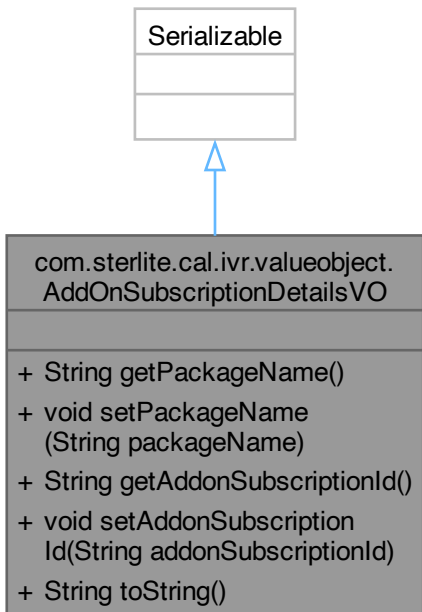 Serializable
com.sterlite.cal.ivr.valueobject.
AddOnSubscriptionDetailsVO
+ String getPackageName()
+ void setPackageName
(String packageName)
+ String getAddonSubscriptionId()
+ void setAddonSubscription
Id(String addonSubscriptionId)
+ String toString()